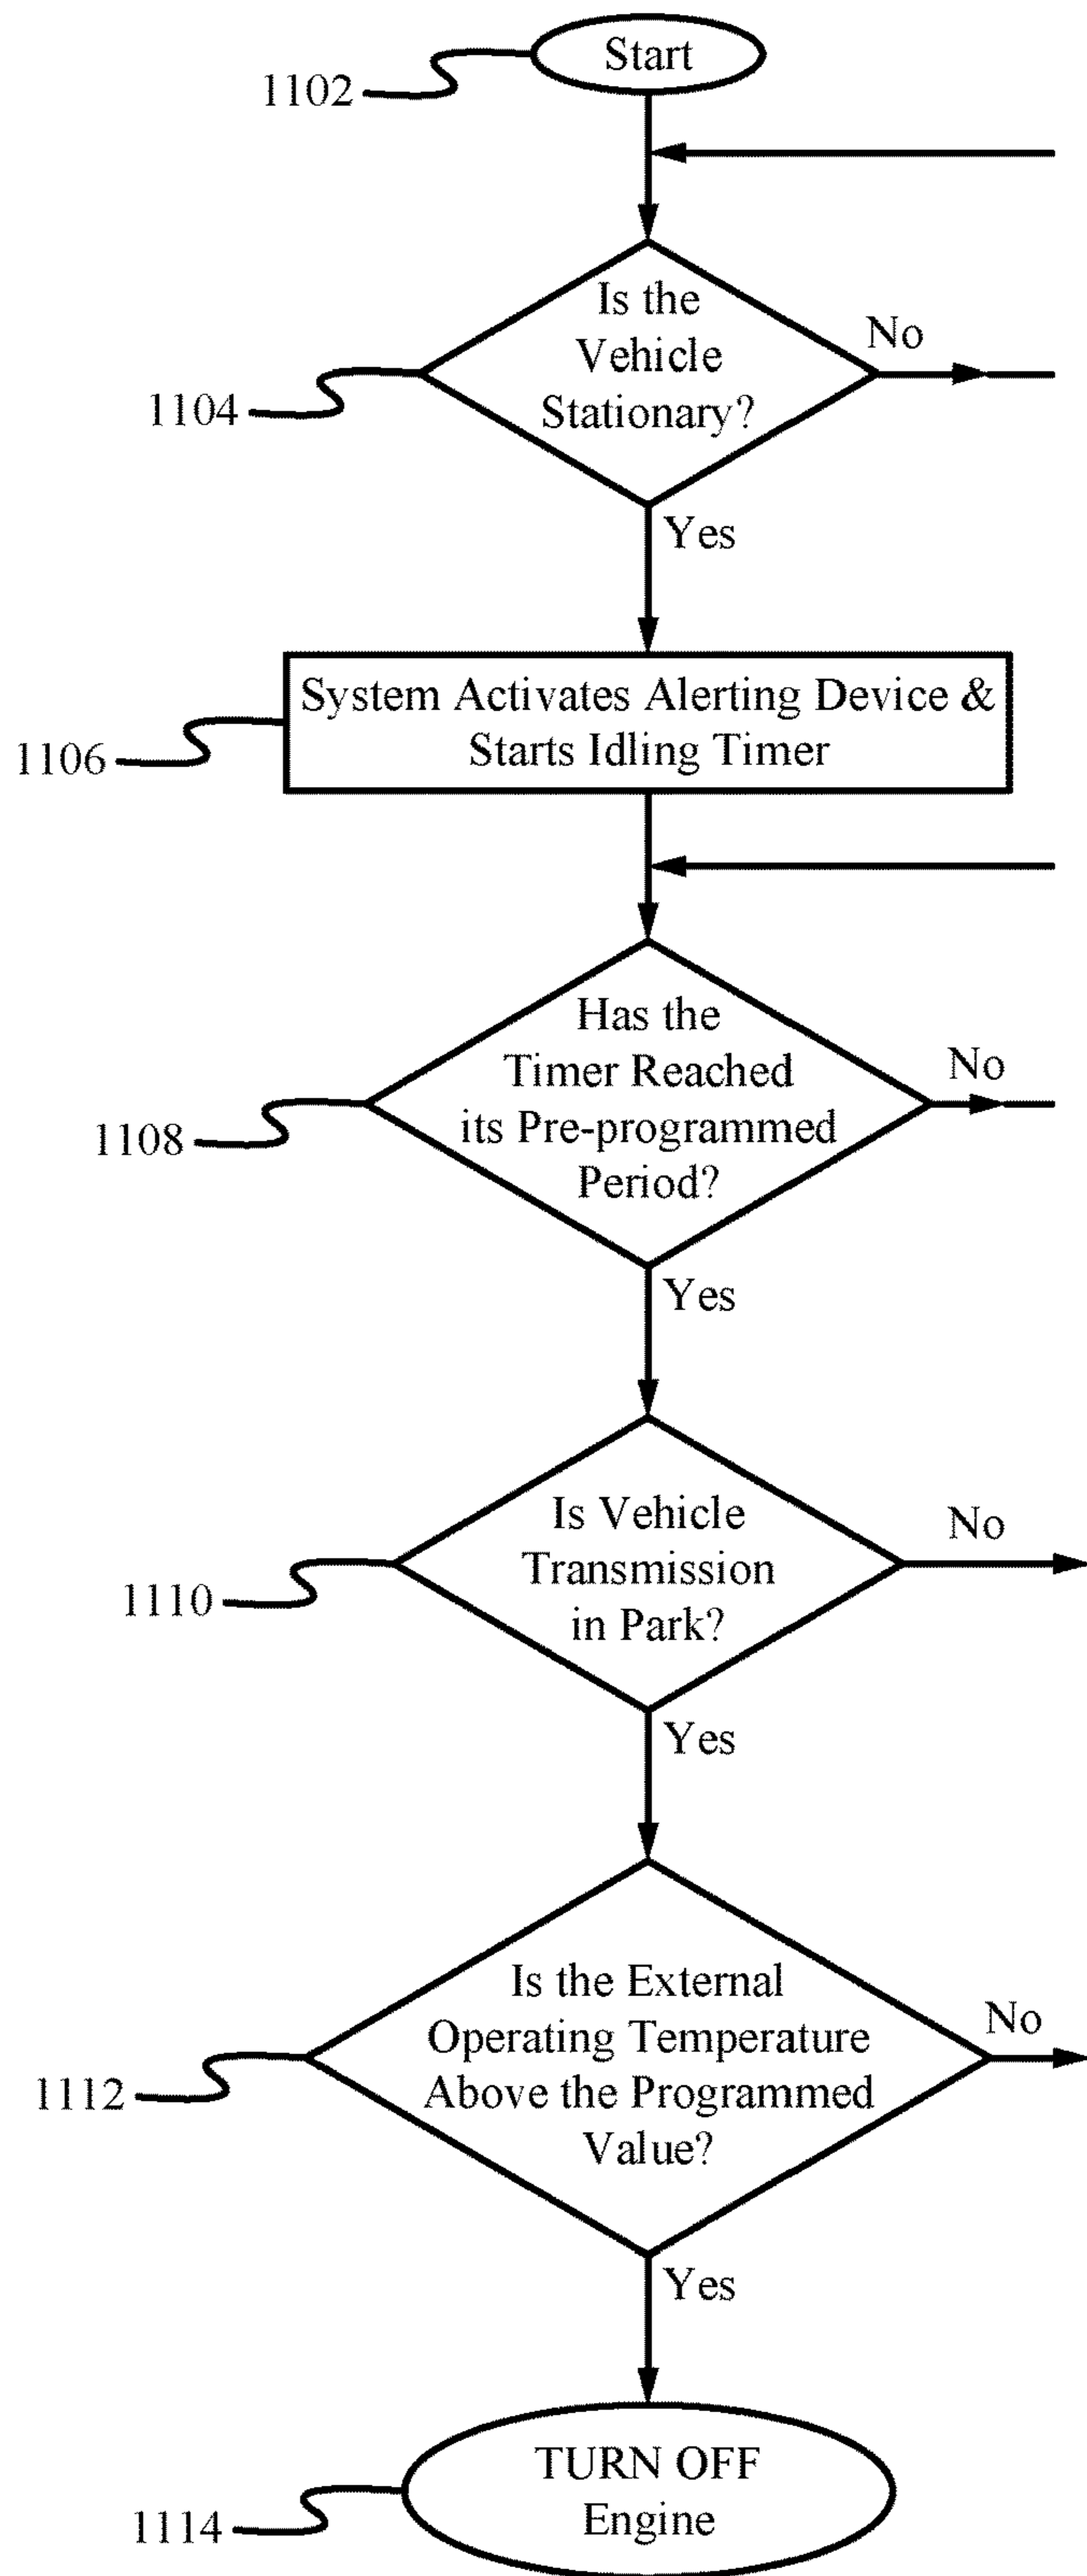 Start
1102
Is the
Vehicle
Stationary?
No
1104
Yes
System Activates Alerting Device &
Starts Idling Timer
1106
Has the
Timer Reached
its Pre-programmed
Period?
No
1108
Yes
Is Vehicle
Transmission
in Park?
No
1110
Yes
Is the External
Operating Temperature
Above the Programmed
Value?
No
1112
Yes
TURN OFF
Engine
1114